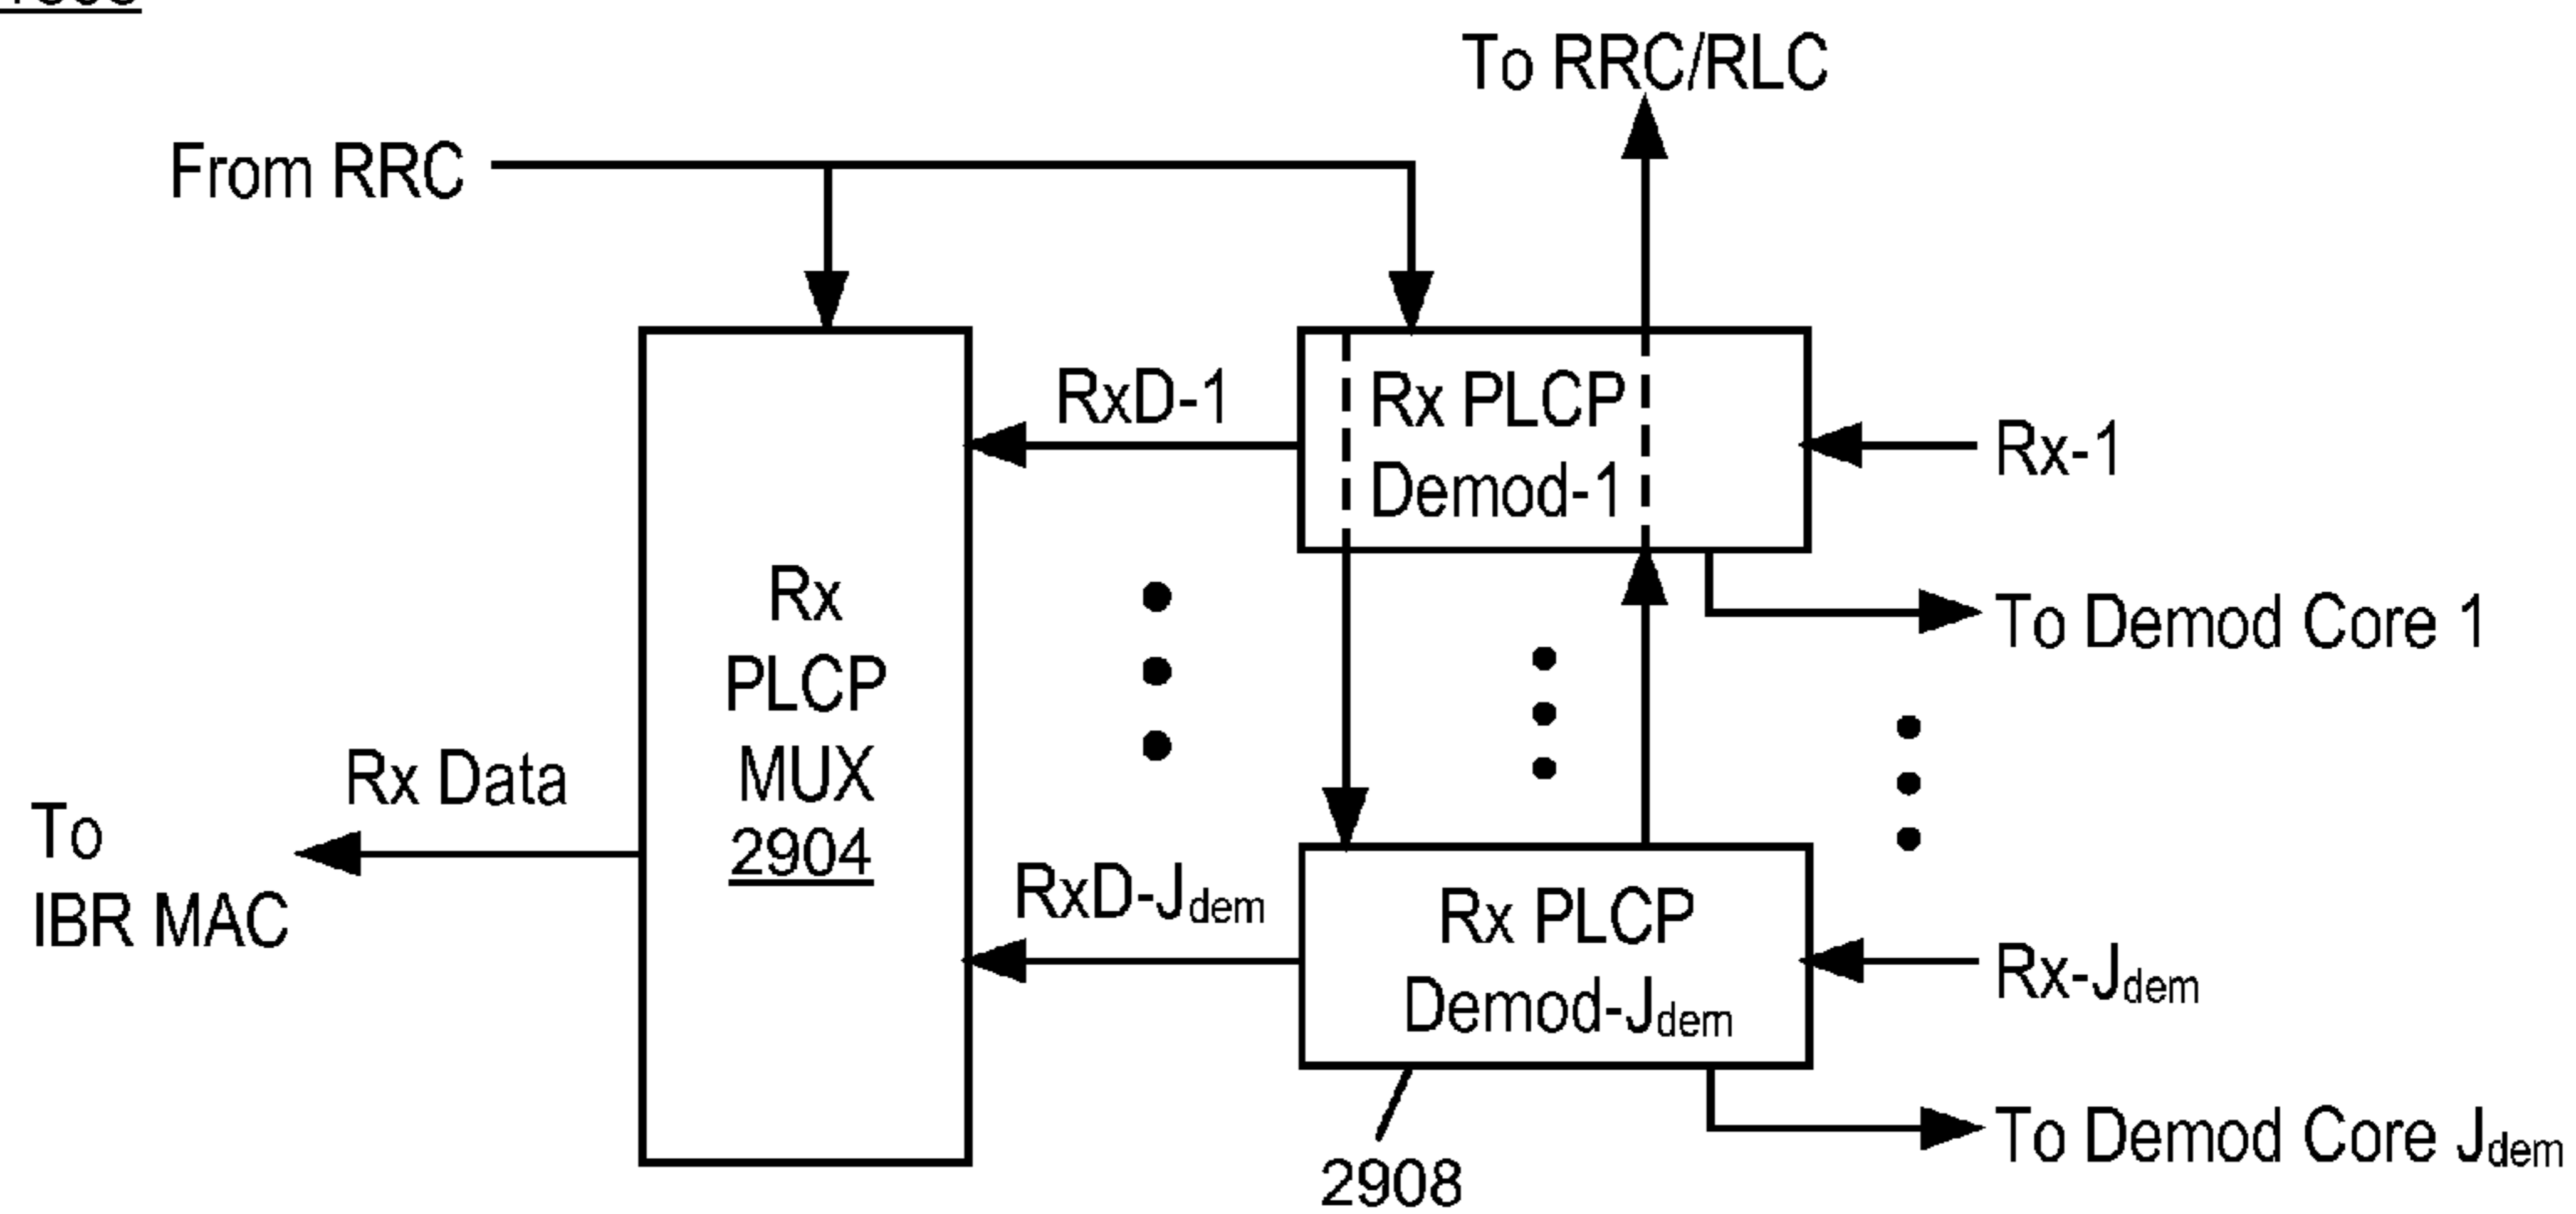 To RRC/RLC
From RRC
RxD-1
Rx PLCP
Demod-1
Rx-1
To Demod Core 1
Rx
PLCP
MUX
2904
Rx Data
To
IBR MAC
RxD-Jdem
Rx PLCP
Demod-Jdem
Rx-Jdem
To Demod Core Jdem
2908